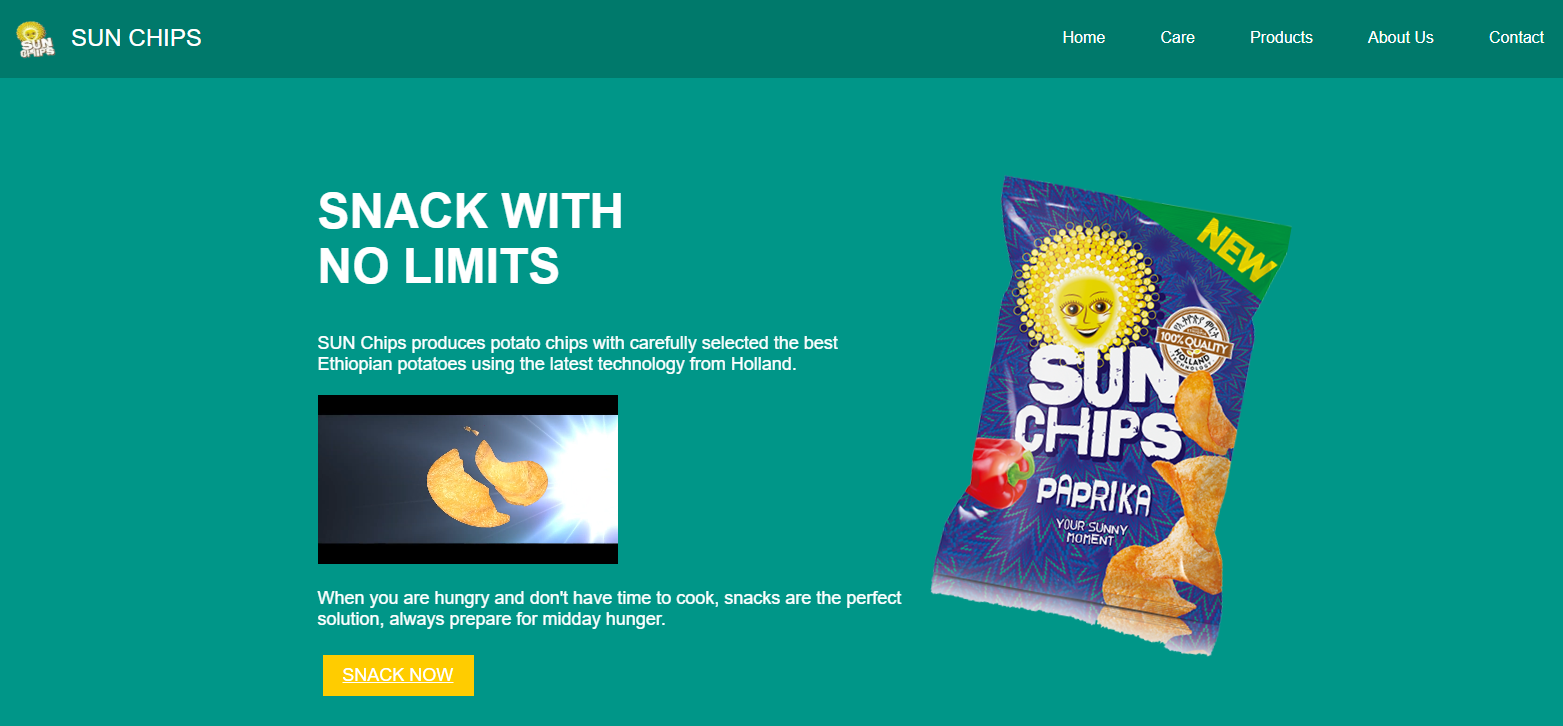 SUN
CHIPS
SUN CHIPS
Home
Care
Products
About Us
Contact
SNACK WITH
NO LIMITS
SUN Chips produces potato chips with carefully selected the best
Ethiopian potatoes using the latest technology from Holland.
When you are hungry and don't have time to cook, snacks are the perfect
solution, always prepare for midday hunger.
SNACK NOW
NEW
100% QUALITY
HOLLAND
TECHNOLOGY
SUN
CHIPS
PAPRIKA
YOUR SUNNY
MOMENT